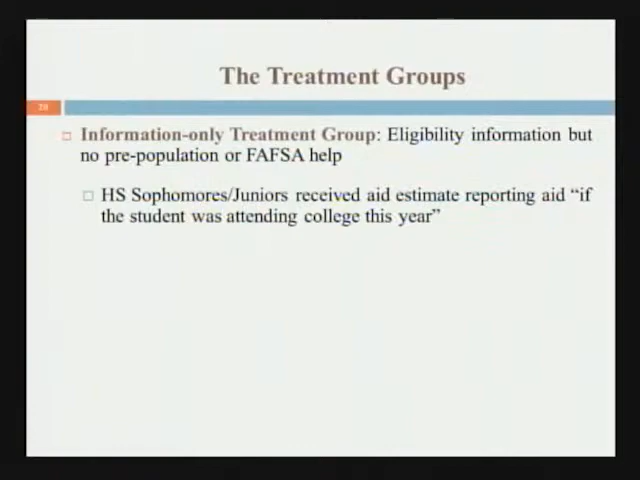 The Treatment Groups
20
Information-only Treatment Group: Eligibility information but
no pre-population or FAFSA help
HS Sophomores/Juniors received aid estimate reporting aid “if
the student was attending college this year”